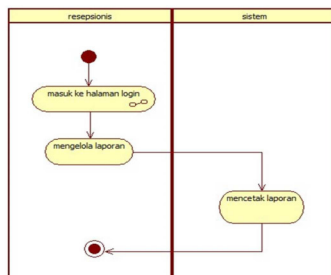 resepsionis
sistem
masuk ke halaman login
mengelola laporan
mencetak laporan